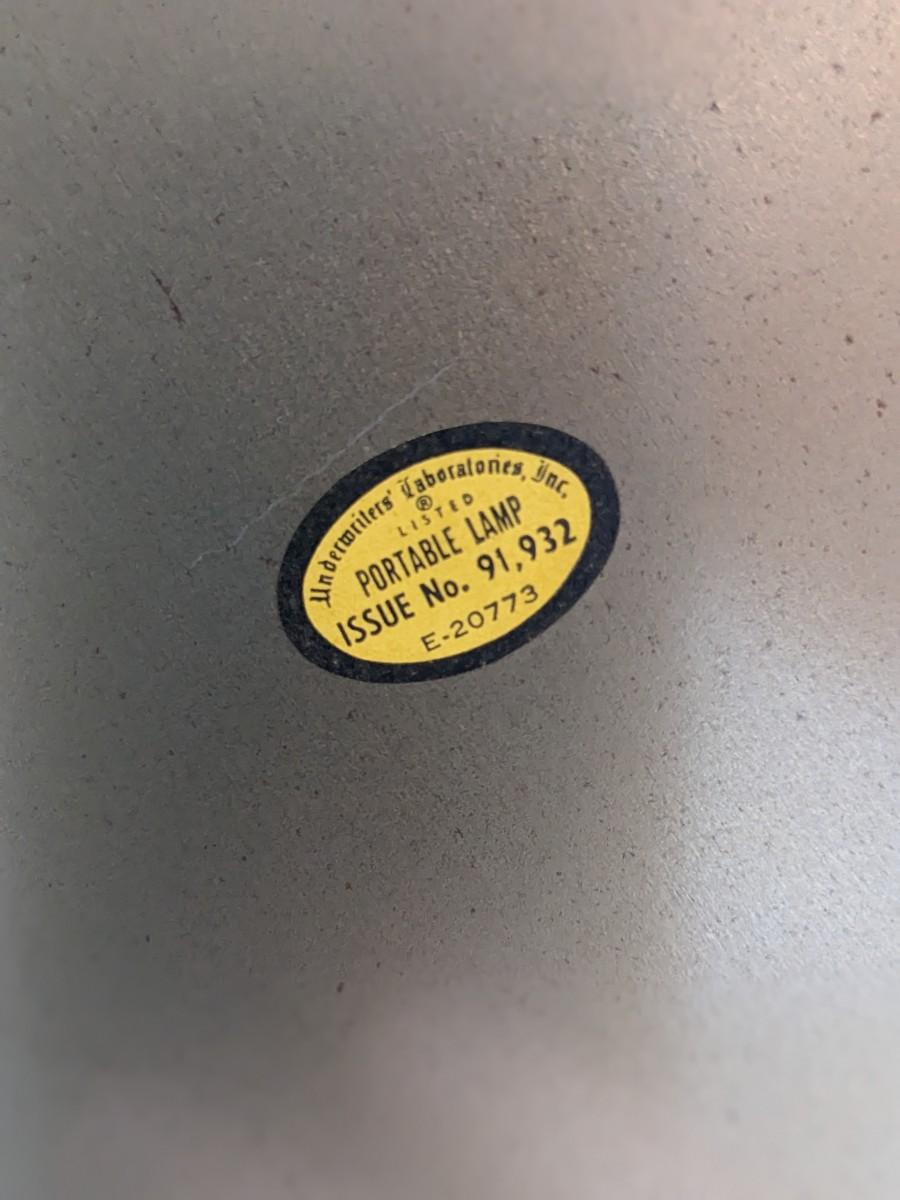 Underwriters' Laboratories, Inc.
®
LISTED
PORTABLE LAMP
ISSUE No. 91,932
E-20773